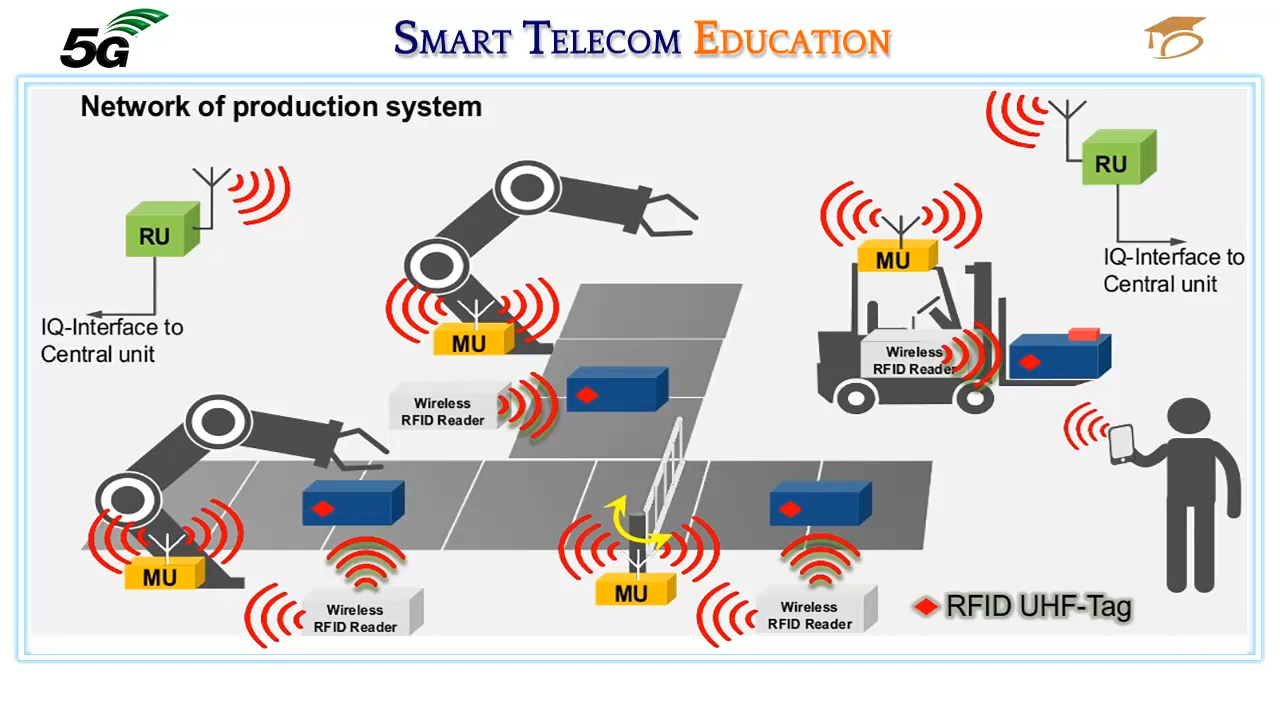 5G
SMART TELECOM EDUCATION
Network of production system
RU
RU
IQ-Interface to
Central unit
MU
IQ-Interface to
Central unit
MU
Wireless
RFID Reader
Wireless
RFID Reader
MU
MU
Wireless
RFID Reader
Wireless
RFID Reader
RFID UHF-Tag